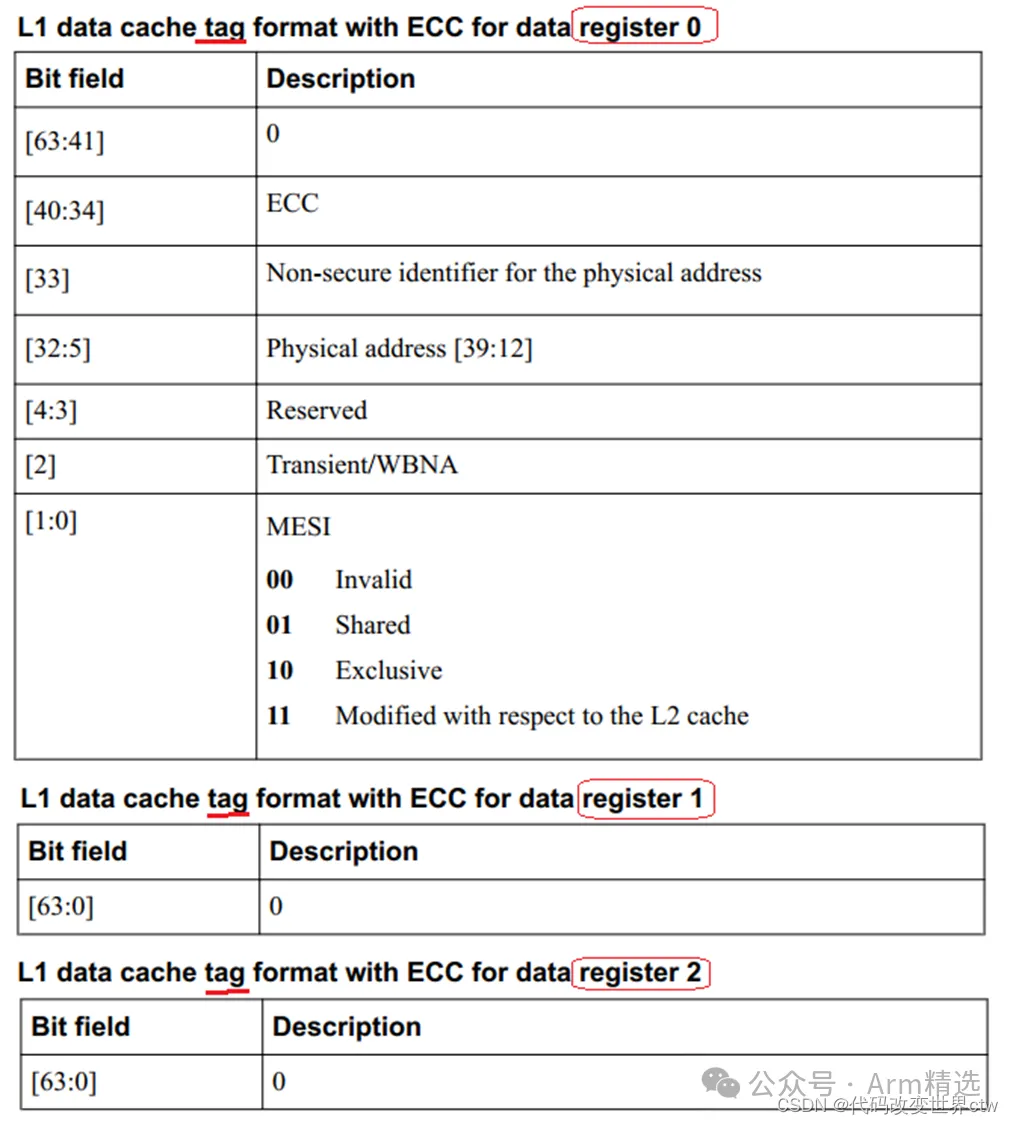 L1 data cache tag format with ECC for data register 0
Bit field Description
[63:41] 0
[40:34] ECC
[33] Non-secure identifier for the physical address
[32:5] Physical address [39:12]
[4:3] Reserved
[2] Transient/WBNA
[1:0] MESI
00 Invalid
01 Shared
10 Exclusive
11 Modified with respect to the L2 cache
L1 data cache tag format with ECC for data register 1
Bit field Description
[63:0] 0
L1 data cache tag format with ECC for data register 2
Bit field Description
[63:0] 0
公众号 · Arm精选
CSDN @代码改变世界ctw